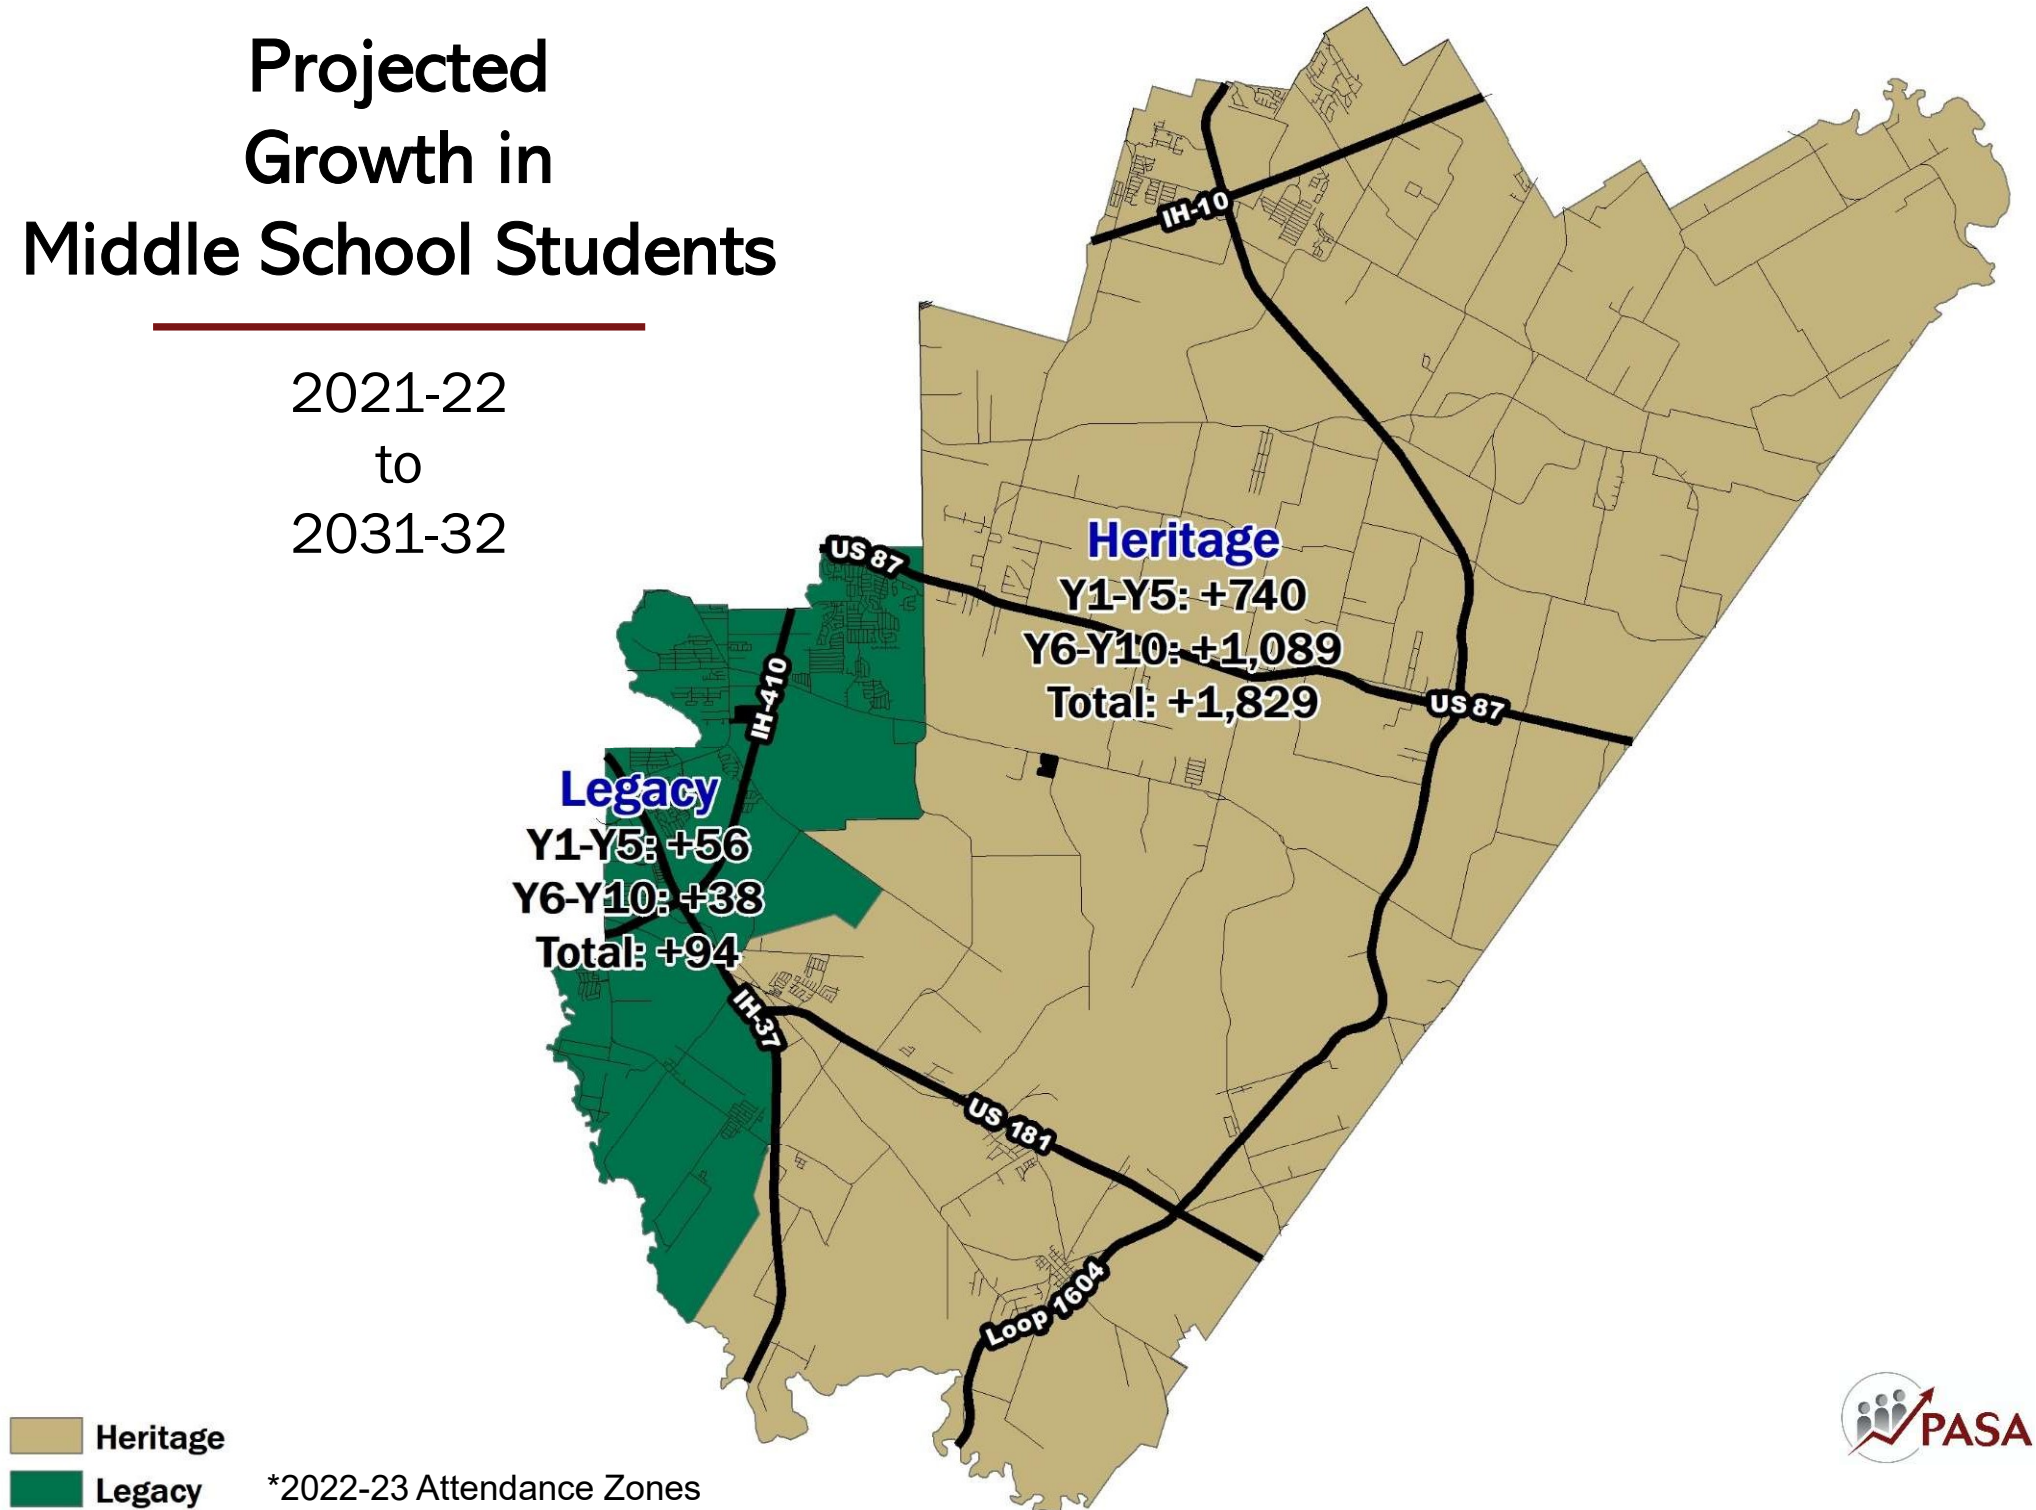 Projected
Growth in
Middle School Students
2021-22
to
2031-32
IH-10
US 87
Heritage
Y1-Y5: +740
Y6-Y10: +1,089
Total: +1,829
US 87
IH-410
Legacy
Y1-Y5: +56
Y6-Y10: +38
Total: +94
IH-37
US 181
Loop 1604
Heritage
Legacy
*2022-23 Attendance Zones
PASA